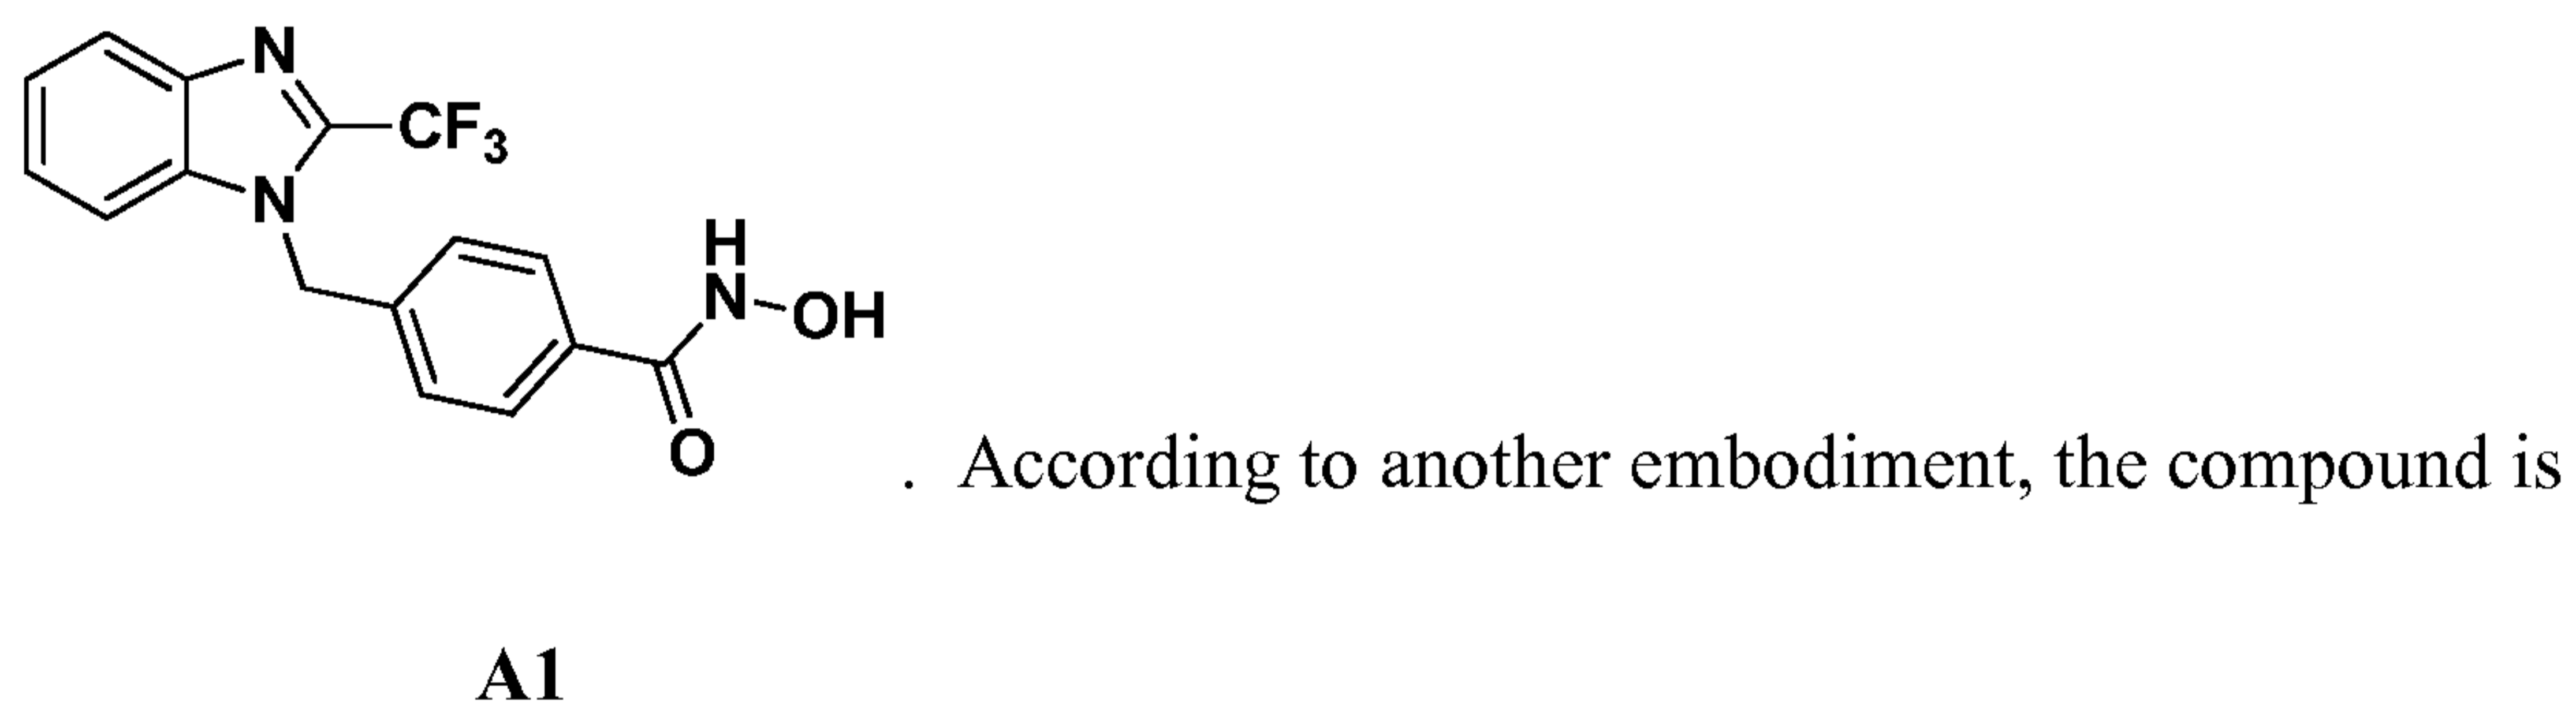 N
CF3
N
H
N
OH
O
. According to another embodiment, the compound is
A1